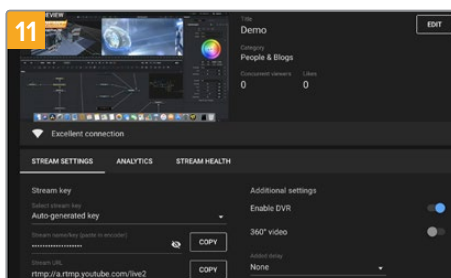 11
PREVIEW
Title
Demo
EDIT
Category
People & Blogs
Concurrent viewers Likes
0 0
Excellent connection
STREAM SETTINGS ANALYTICS STREAM HEALTH
Stream key
Additional settings
Select stream key
Auto-generated key
Enable DVR
Stream name/key (paste in encoder)
COPY
360° video
Stream URL
rtmp://a.rtmp.youtube.com/live2
COPY
Added delay
None